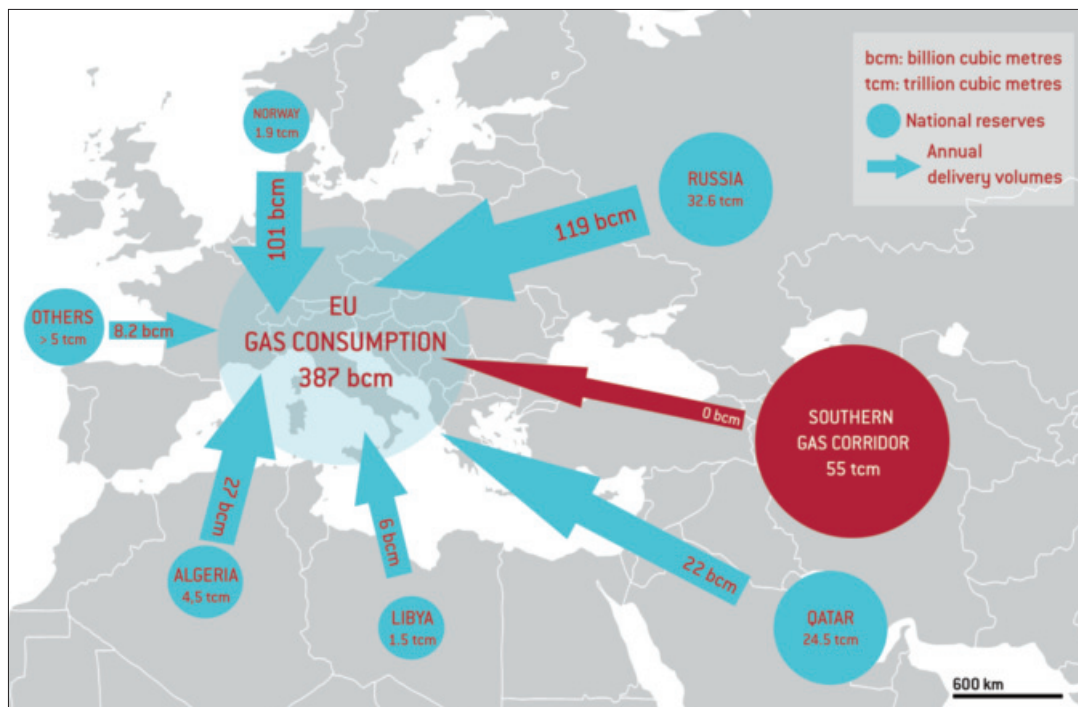 bcm: billion cubic metres
tcm: trillion cubic metres
National reserves
Annual
delivery volumes
NORWAY
1.9 tcm
101 bcm
RUSSIA
32.6 tcm
119 bcm
OTHERS
> 5 tcm
8.2 bcm
EU
GAS CONSUMPTION
387 bcm
0 bcm
SOUTHERN
GAS CORRIDOR
55 tcm
27 bcm
ALGERIA
4,5 tcm
6 bcm
LIBYA
1.5 tcm
22 bcm
QATAR
24.5 tcm
600 km